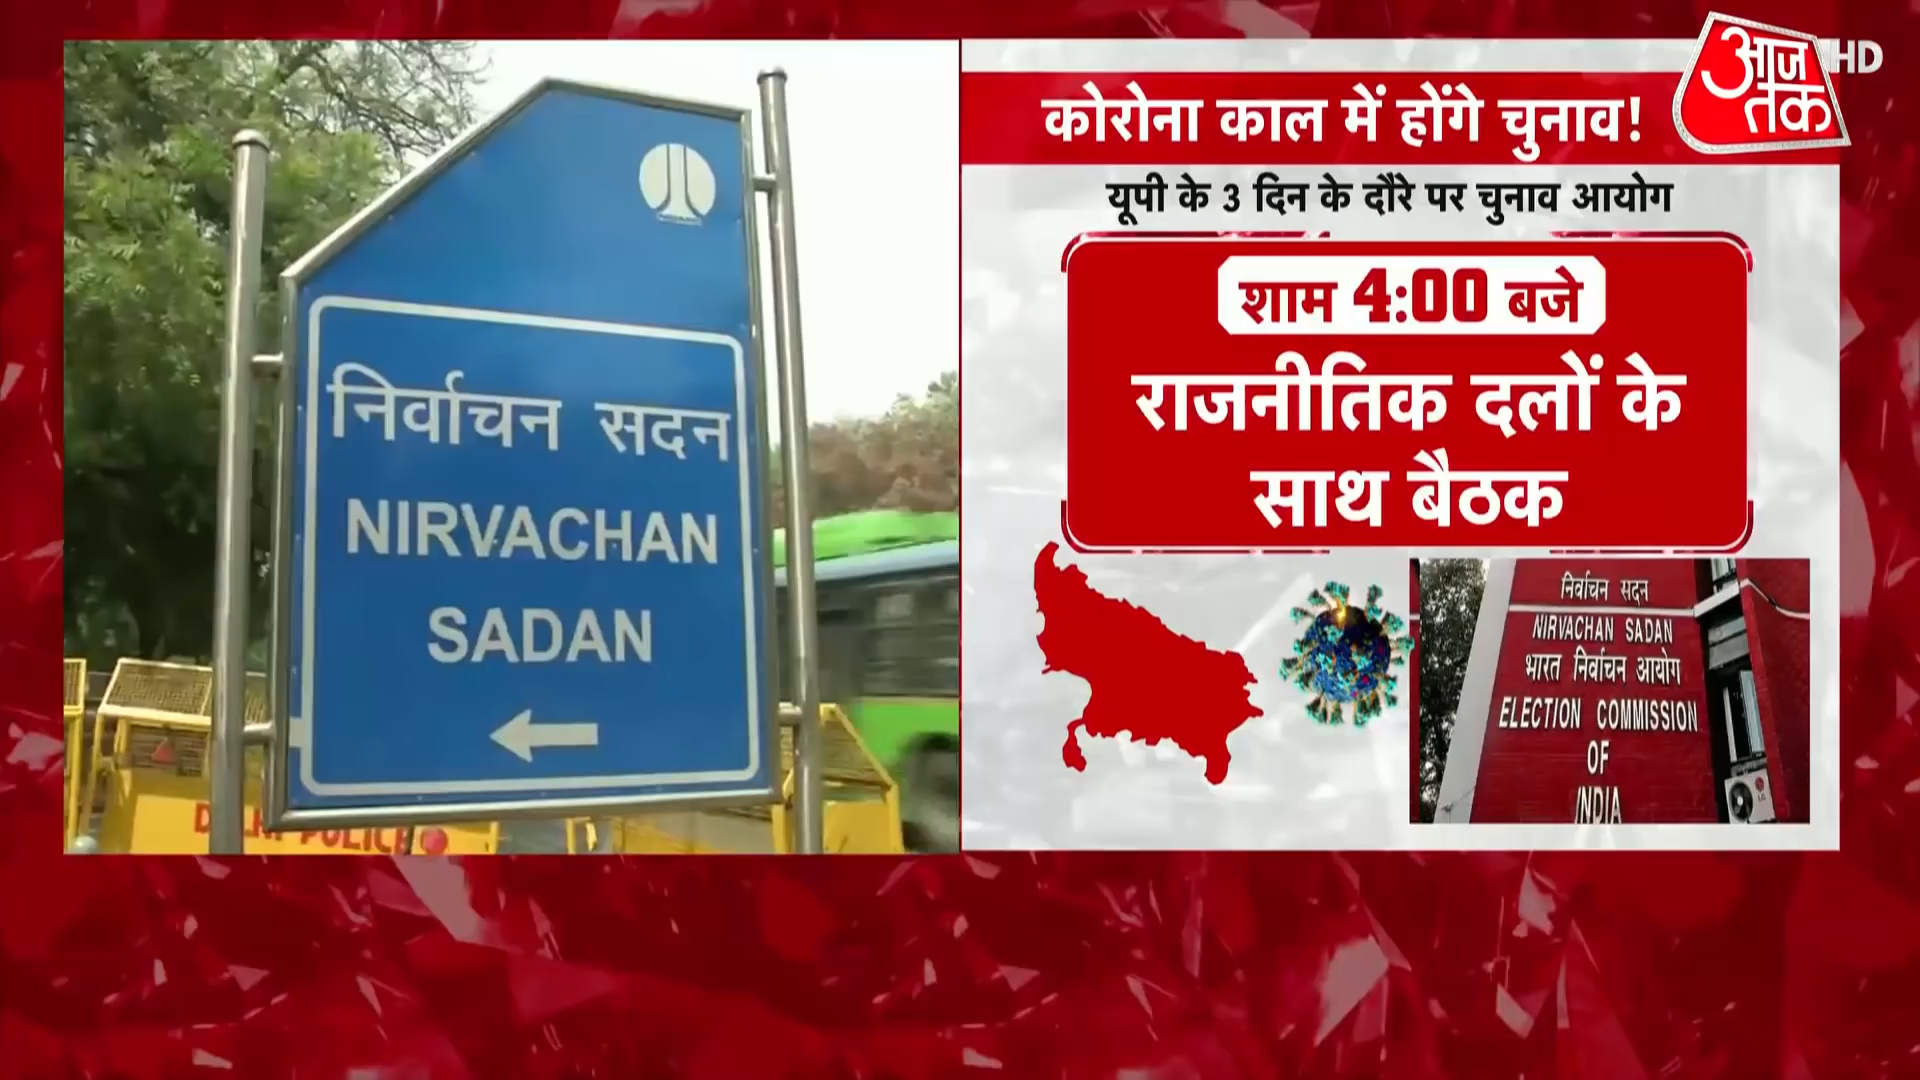 निर्वाचन सदन
NIRVACHAN
SADAN
DELHI POLICE
आज तक HD
कोरोना काल में होंगे चुनाव!
यूपी के 3 दिन के दौरे पर चुनाव आयोग
शाम 4:00 बजे
राजनीतिक दलों के
साथ बैठक
निर्वाचन सदन
NIRVACHAN SADAN
भारत निर्वाचन आयोग
ELECTION COMMISSION
OF
INDIA
LG